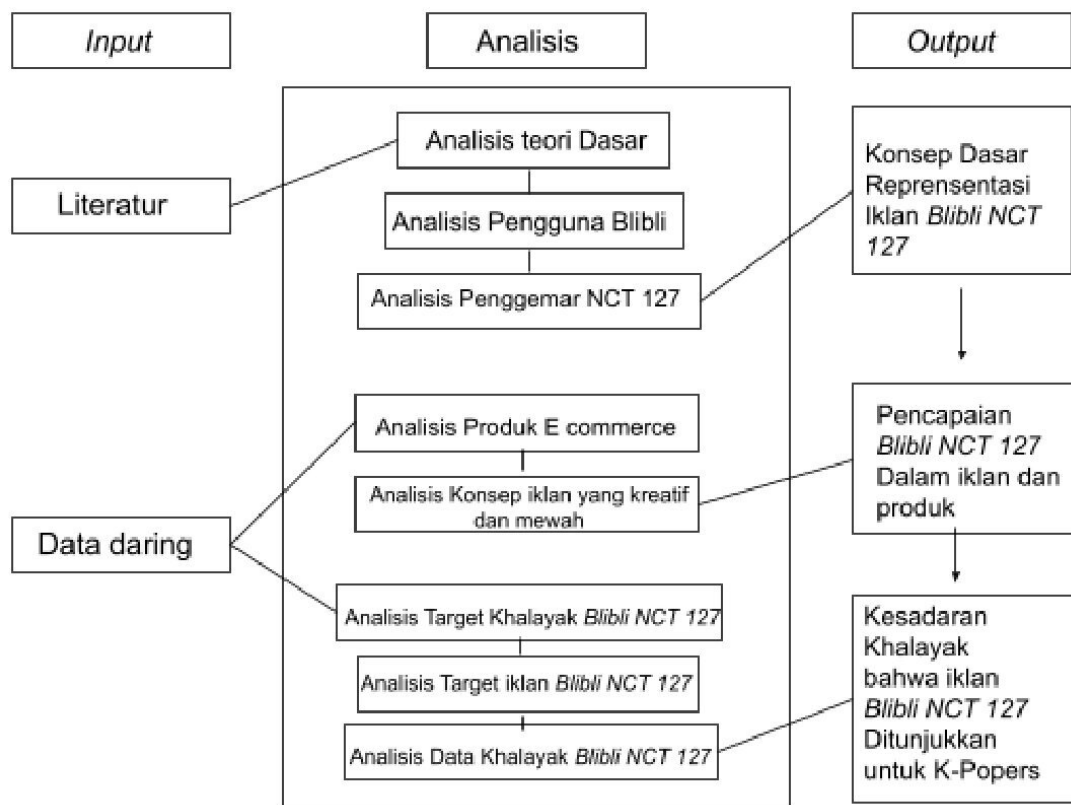 Input
Analisis
Output
Literatur
Data daring
Analisis teori Dasar
Analisis Pengguna Blibli
Analisis Penggemar NCT 127
Analisis Produk E commerce
Analisis Konsep iklan yang kreatif
dan mewah
Analisis Target Khalayak Blibli NCT 127
Analisis Target iklan Blibli NCT 127
Analisis Data Khalayak Blibli NCT 127
Konsep Dasar
Reprensentasi
Iklan Blibli NCT
127
Pencapaian
Blibli NCT 127
Dalam iklan dan
produk
Kesadaran
Khalayak
bahwa iklan
Blibli NCT 127
Ditunjukkan
untuk K-Popers